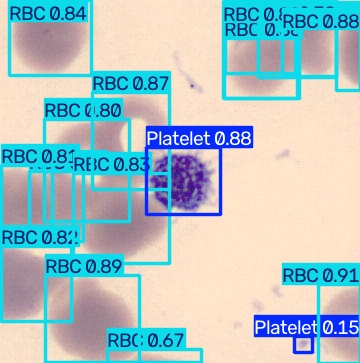 RBC 0.84
RBC 0.88
RBC 0.87
RBC 0.80
Platelet 0.88
RBC 0.83
RBC 0.82
RBC 0.89
RBC 0.91
Platelet 0.15
RBC 0.67